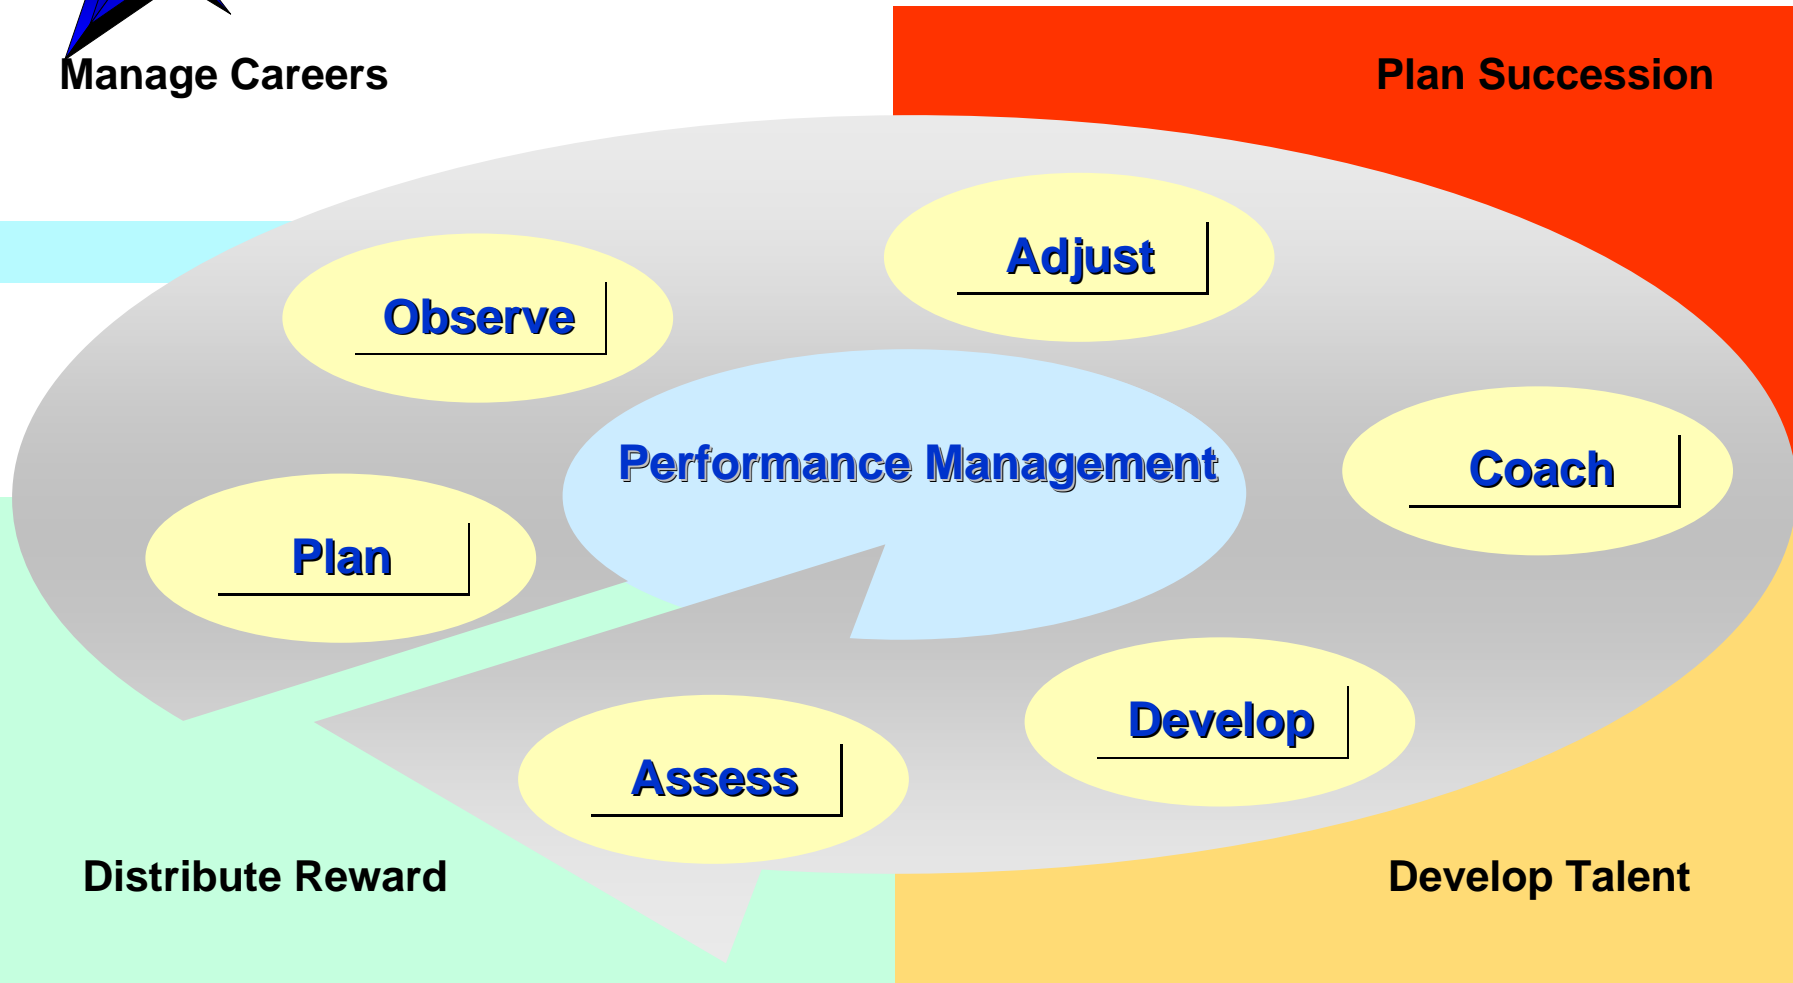 Manage Careers
Plan Succession
Adjust
Observe
Performance Management
Coach
Plan
Develop
Assess
Distribute Reward
Develop Talent